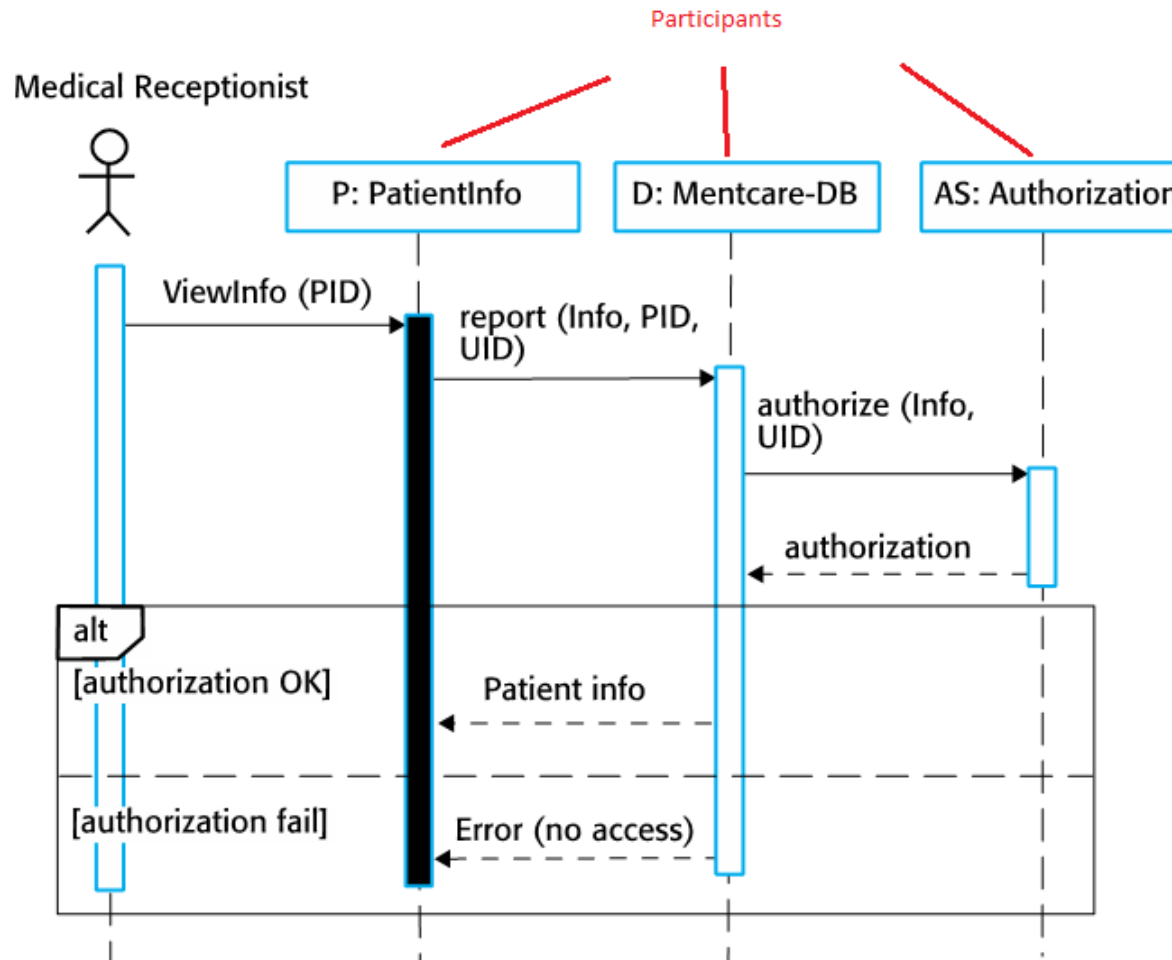 Participants
Medical Receptionist
P: PatientInfo
D: Mentcare-DB
AS: Authorization
ViewInfo (PID)
report (Info, PID,
UID)
authorize (Info,
UID)
authorization
alt
[authorization OK]
Patient info
[authorization fail]
Error (no access)